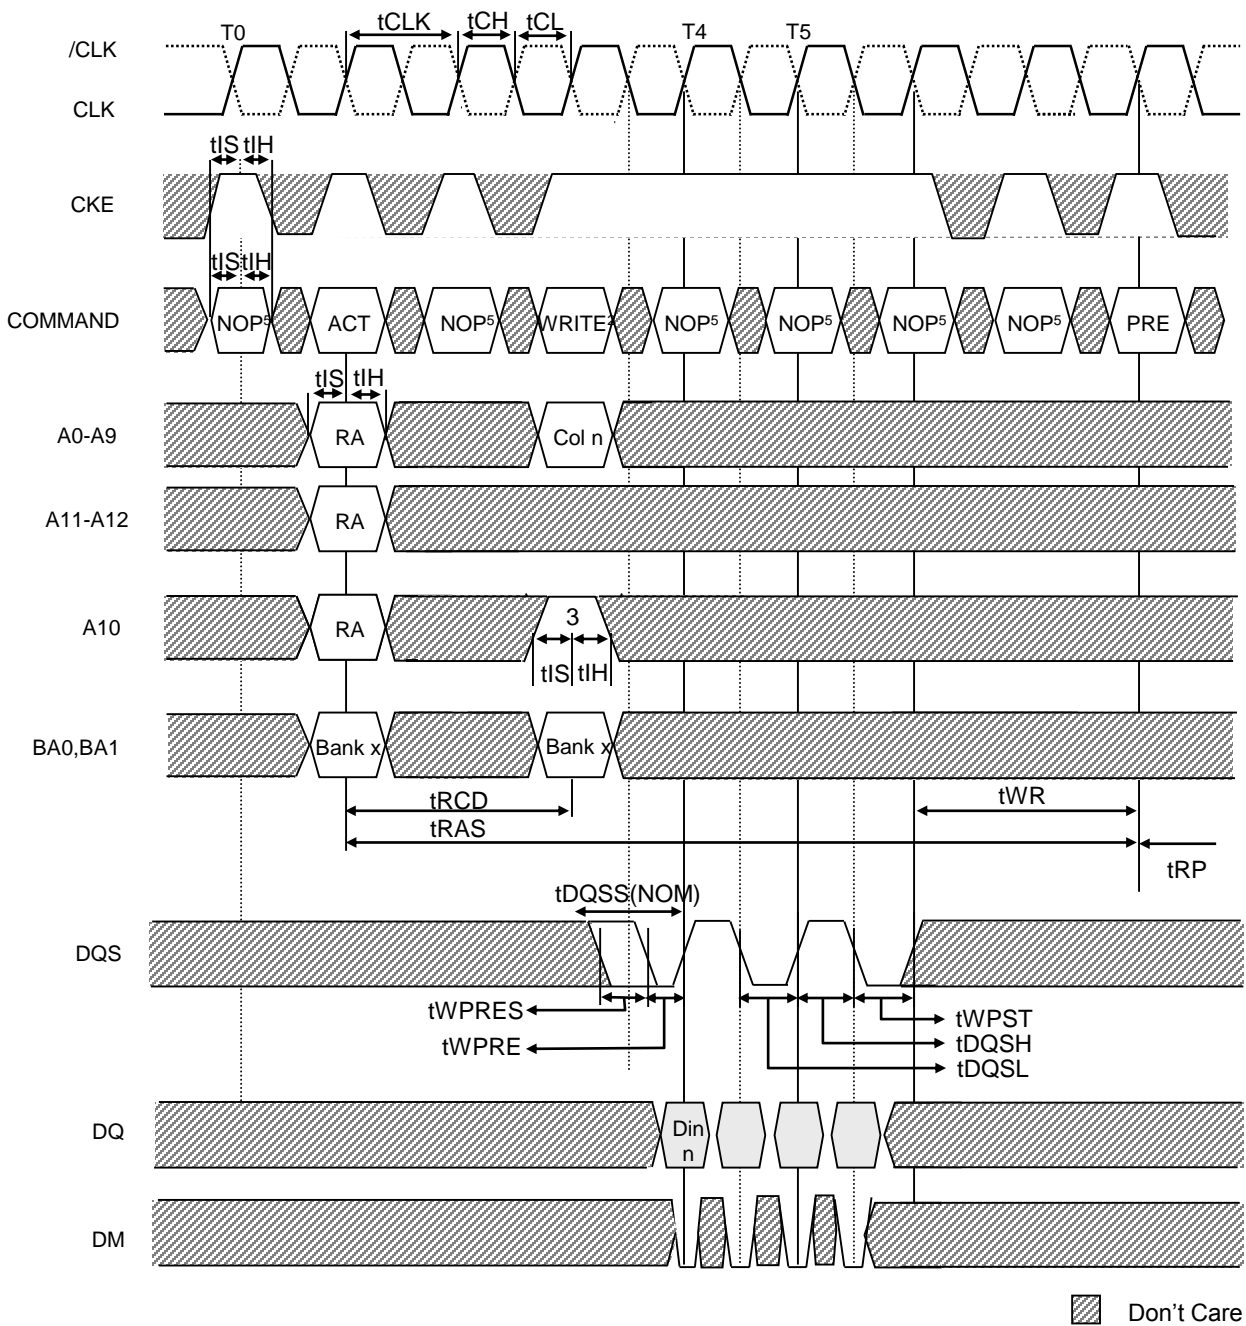 tCLK tCH tCL
T0 T4 T5
/CLK
CLK
tIS tIH
CKE
tIS tIH
COMMAND NOP5 ACT NOP5 WRITE2 NOP5 NOP5 NOP5 NOP5 PRE
tIS tIH
A0-A9 RA Col n
A11-A12 RA
A10 RA 3
tIS tIH
BA0,BA1 Bank x Bank x
tRCD tWR
tRAS
tRP
tDQSS(NOM)
DQS
tWPRES tWPST
tWPRE tDQSH
tDQSL
DQ Din
n
DM
Don't Care